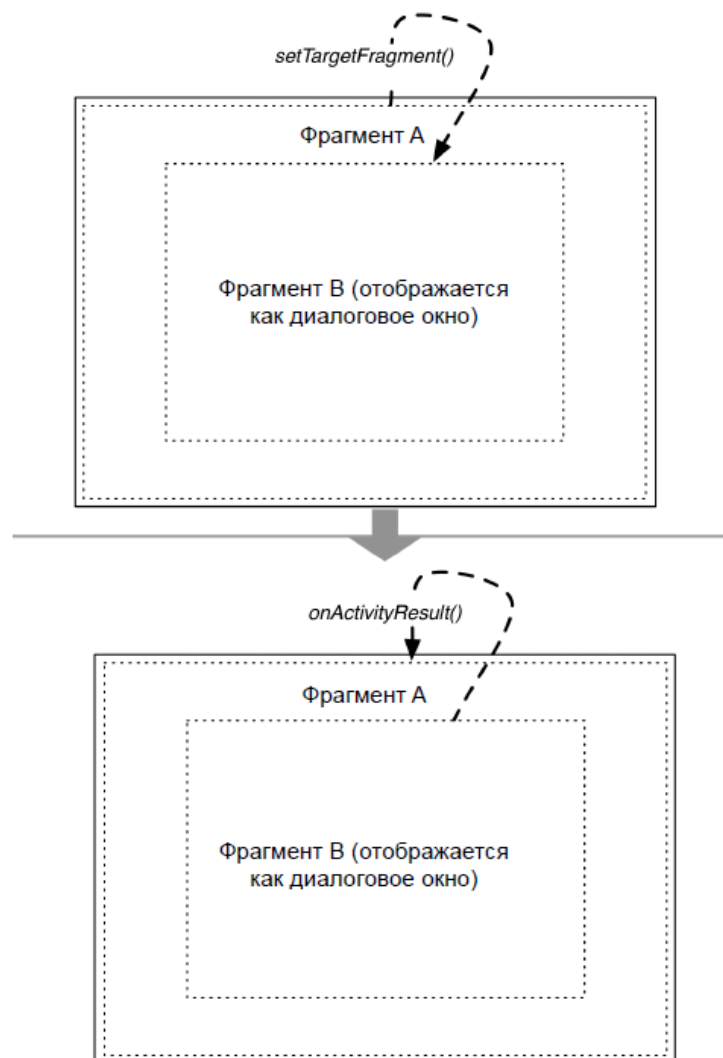 setTargetFragment()
Фрагмент A
Фрагмент B (отображается
как диалоговое окно)
onActivityResult()
Фрагмент A
Фрагмент B (отображается
как диалоговое окно)